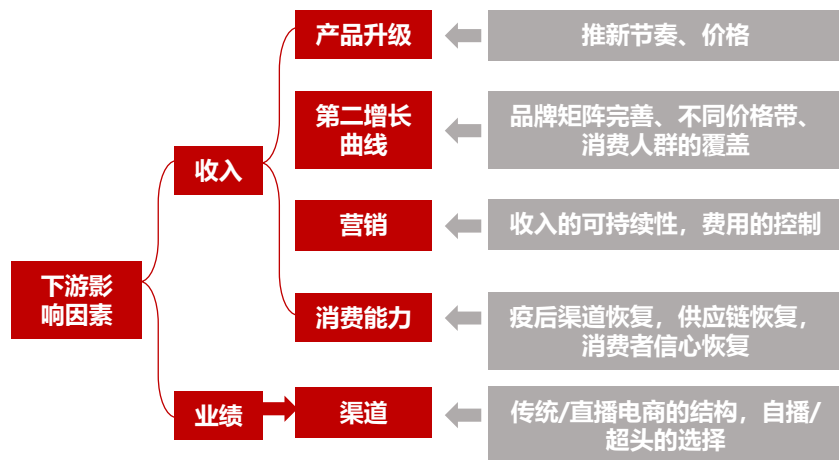 产品升级
推新节奏、价格
第二增长
曲线
品牌矩阵完善、不同价格带、
消费人群的覆盖
收入
营销
收入的可持续性，费用的控制
下游影
响因素
消费能力
疫后渠道恢复，供应链恢复，
消费者信心恢复
业绩
渠道
传统/直播电商的结构，自播/
超头的选择